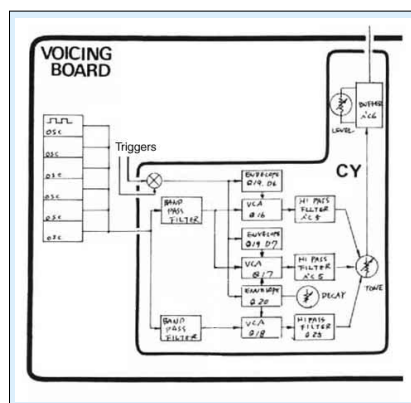 VOICING
BOARD
OSC
OSC
OSC
OSC
OSC
OSC
Triggers
BUFFER
ic6
LEVEL
CY
ENVELOPE
Q19, D6
BAND
PASS
FILTER
VCA
Q16
HI PASS
FILTER
ENVELOPE
Q19 D7
VCA
Q17
HI PASS
FILTER
ic5
TONE
ENVELOPE
Q20
DECAY
BAND
PASS
FILTER
VCA
Q18
HI PASS
FILTER
Q23